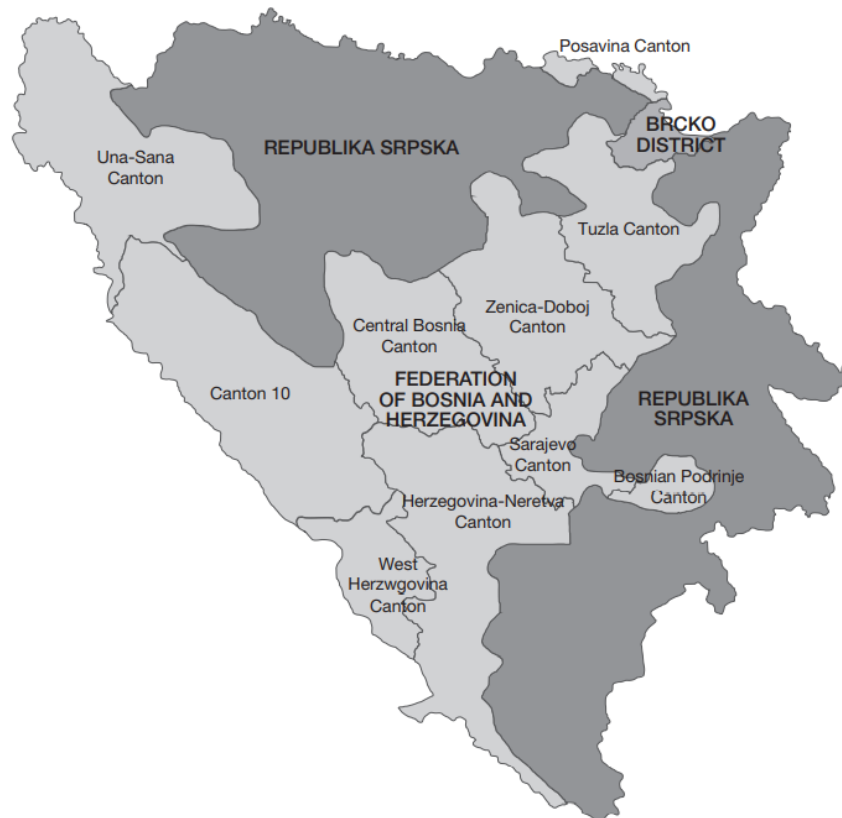 Posavina Canton
BRCKO
DISTRICT
REPUBLIKA SRPSKA
Una-Sana
Canton
Tuzla Canton
Zenica-Doboj
Canton
Central Bosnia
Canton
FEDERATION
OF BOSNIA AND
HERZEGOVINA
Canton 10
REPUBLIKA
SRPSKA
Sarajevo
Canton
Bosnian Podrinje
Canton
Herzegovina-Neretva
Canton
West
Herzwgovina
Canton